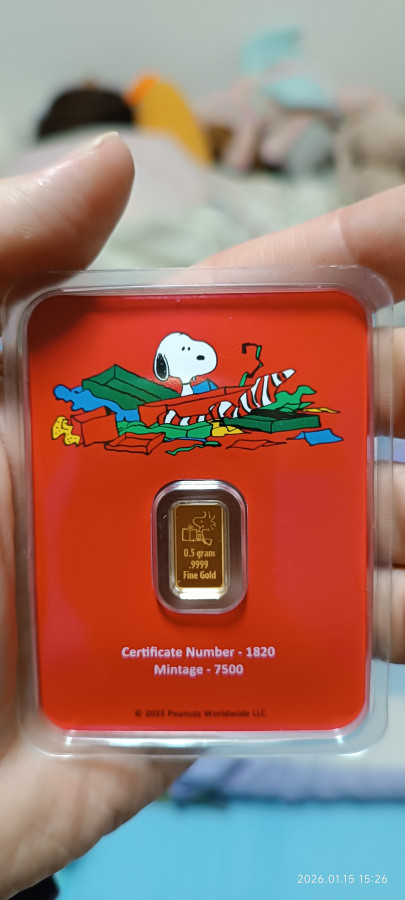 0.5 gram
.9999
Fine Gold
Certificate Number - 1820
Mintage - 7500
© 2025 Peanuts Worldwide LLC
2026.01.15 15:26